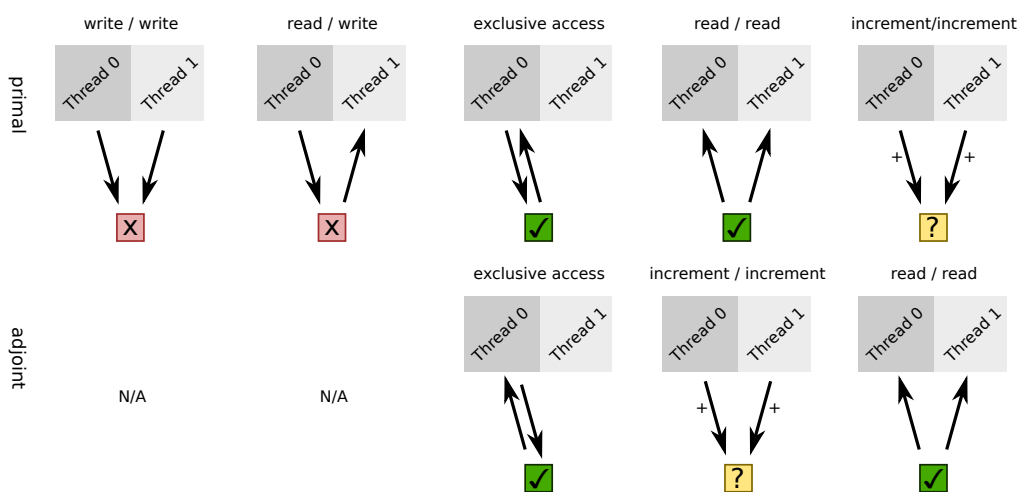 write / write
read / write
exclusive access
read / read
increment/increment
primal
Thread 0
Thread 1
Thread 0
Thread 1
Thread 0
Thread 1
Thread 0
Thread 1
Thread 0
Thread 1
+
+
X
X
✓
✓
?
exclusive access
increment / increment
read / read
adjoint
Thread 0
Thread 1
Thread 0
Thread 1
Thread 0
Thread 1
N/A
N/A
+
+
✓
?
✓